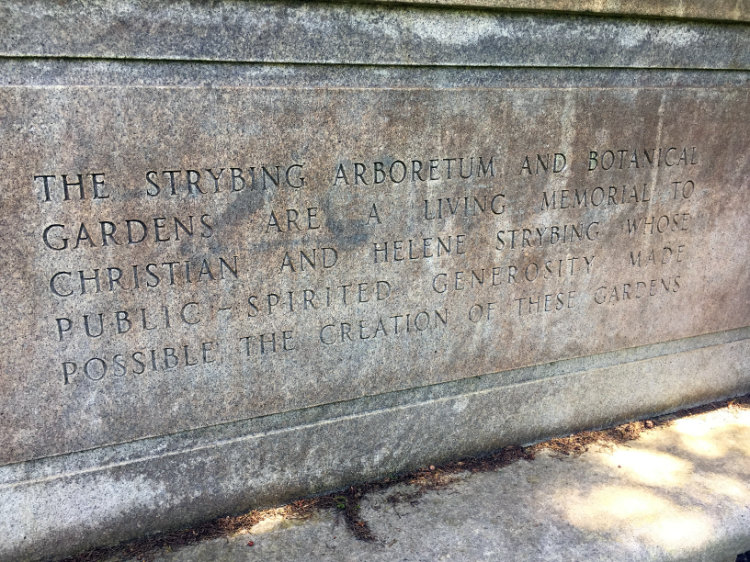 THE STRYBING ARBORETUM AND BOTANICAL
GARDENS ARE A LIVING MEMORIAL TO
CHRISTIAN AND HELENE STRYBING WHOSE
PUBLIC-SPIRITED GENEROSITY MADE
POSSIBLE THE CREATION OF THESE GARDENS